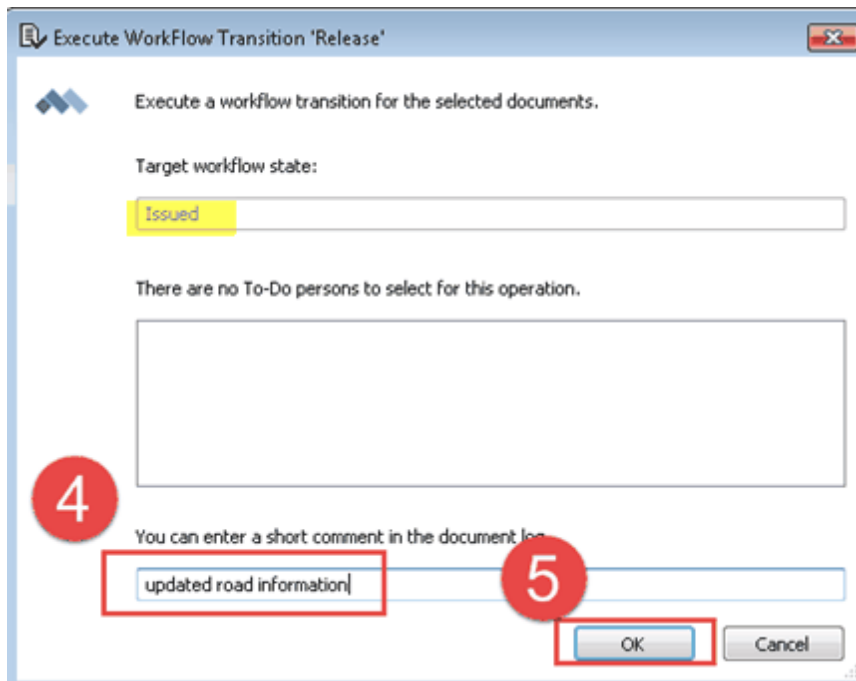 Execute WorkFlow Transition 'Release'
Execute a workflow transition for the selected documents.
Target workflow state:
Issued
There are no To-Do persons to select for this operation.
4
You can enter a short comment in the document log
5
updated road information
OK
Cancel